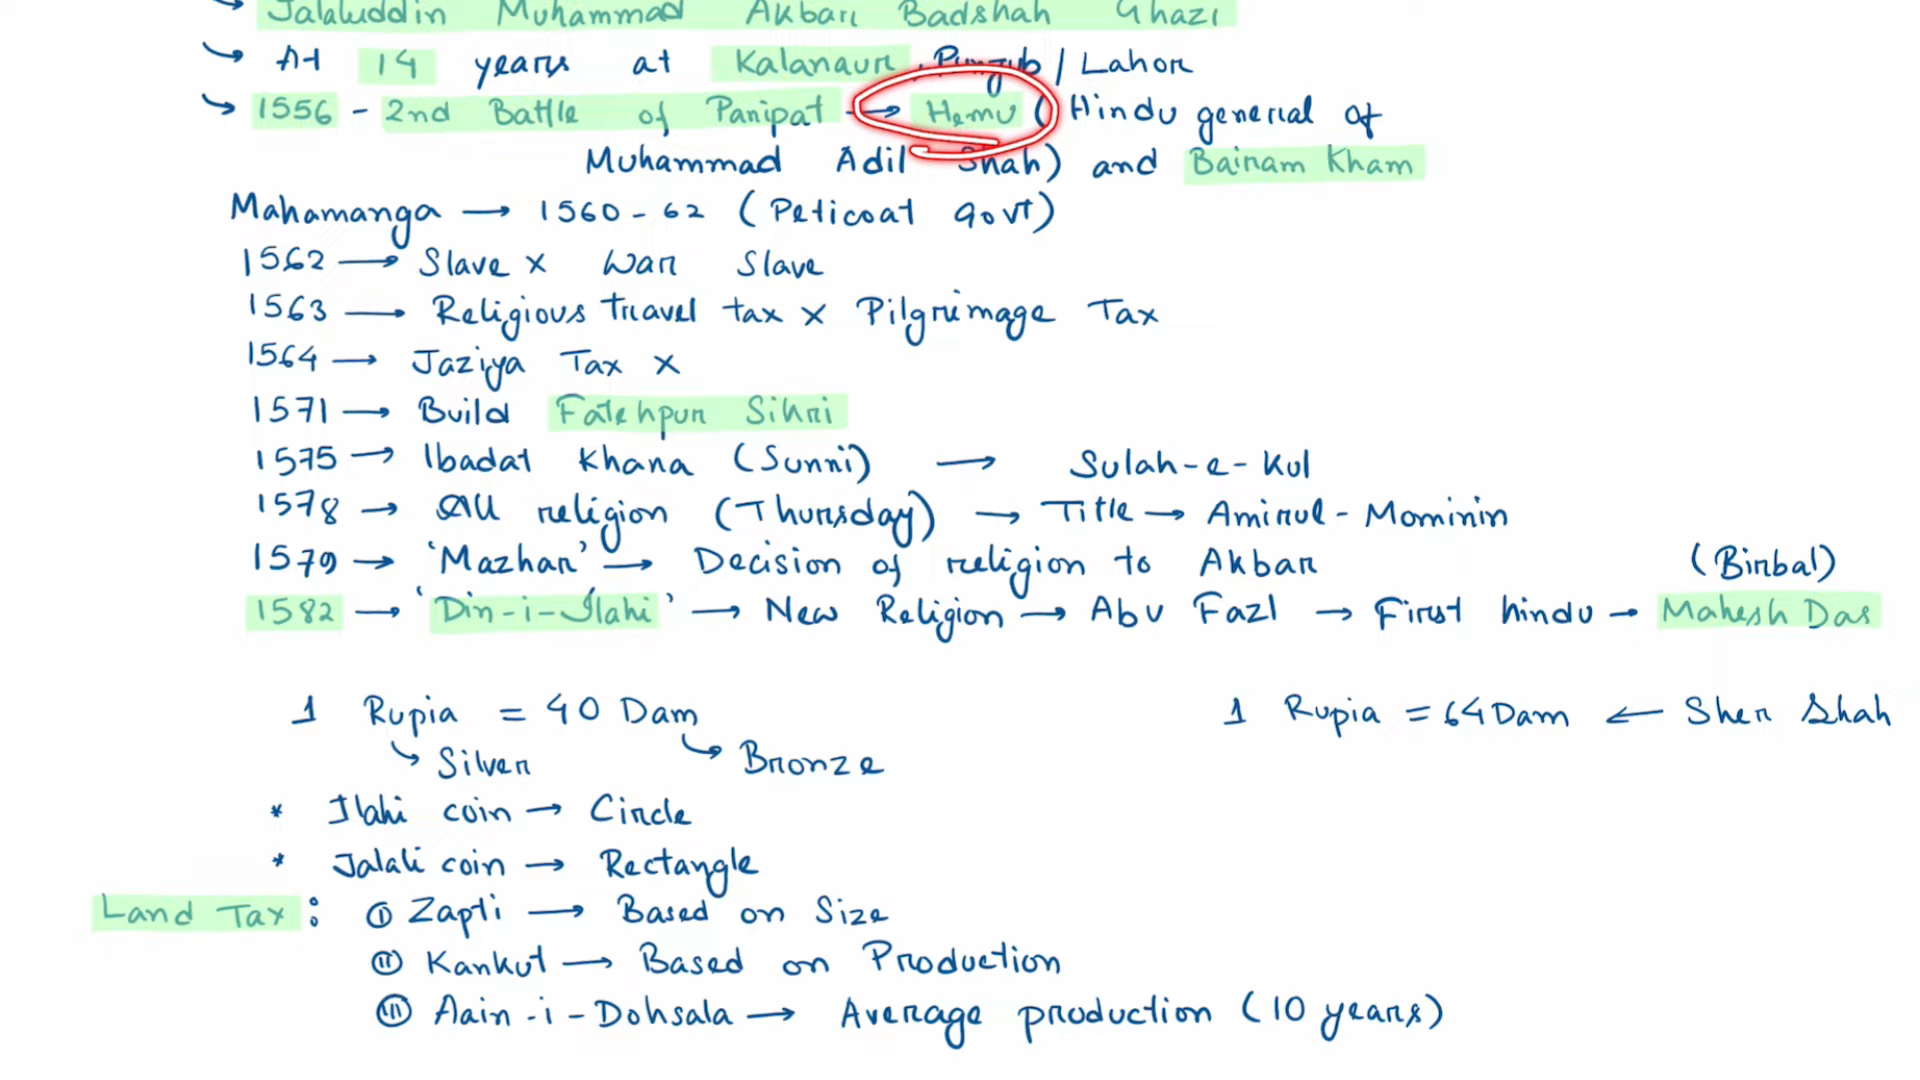 ↳ Jalaluddin Muhammad Akbar Badshah Ghazi
↳ At 14 years at Kalanaur, Punjab / Lahor
↳ 1556 - 2nd Battle of Panipat → Hemu (Hindu general of
Muhammad Adil Shah) and Bairam Kham
Mahamanga → 1560-62 (Peticoat govt)
1562 → Slave x War Slave
1563 → Religious travel tax x Pilgrimage Tax
1564 → Jaziya Tax x
1571 → Build Fatehpur Sikri
1575 → Ibadat Khana (Sunni) → Sulah-e-Kul
1578 → All religion (Thursday) → Title → Amirul-Mominin
1579 → 'Mazhar' → Decision of religion to Akbar (Birbal)
1582 → 'Din-i-Ilahi' → New Religion → Abu Fazl → First hindu → Mahesh Das
1 Rupia = 40 Dam 1 Rupia = 64 Dam ← Sher Shah
↳ Silver ↳ Bronze
* Ilahi coin → Circle
* Jalali coin → Rectangle
Land Tax : (i) Zapti → Based on Size
(ii) Kankut → Based on Production
(iii) Aain-i-Dohsala → Average production (10 years)